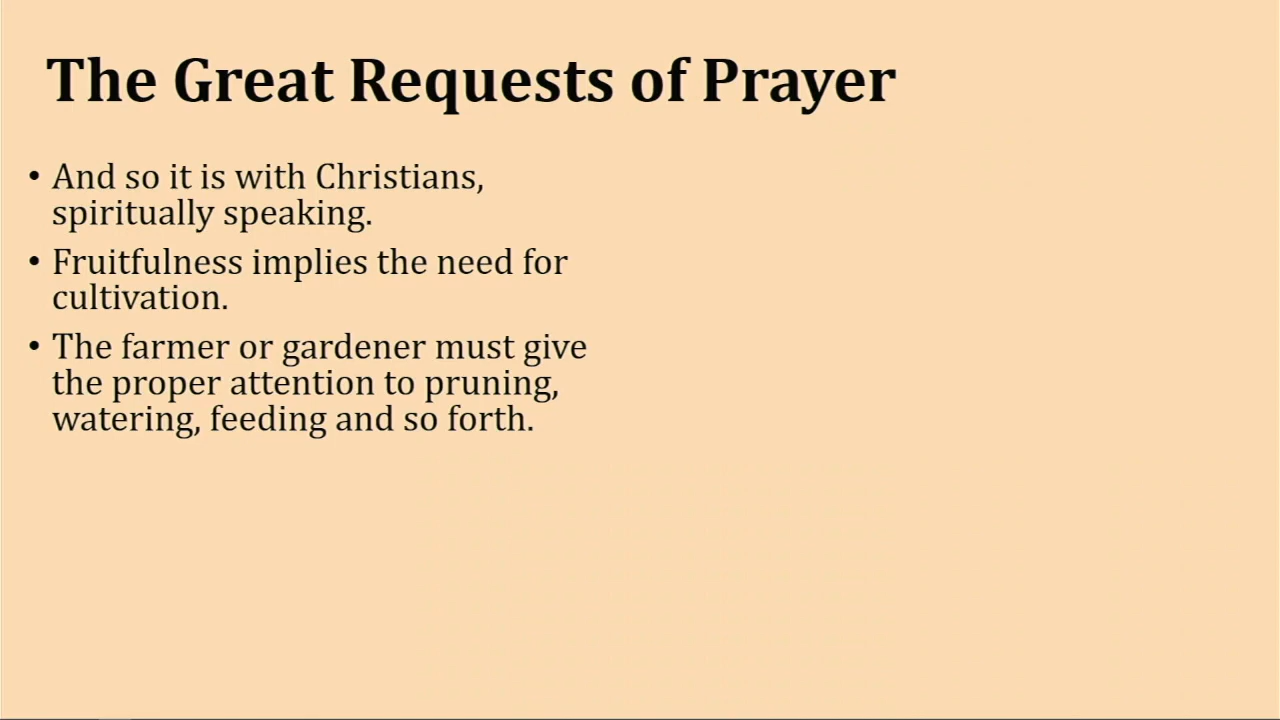 The Great Requests of Prayer
• And so it is with Christians,
spiritually speaking.
• Fruitfulness implies the need for
cultivation.
• The farmer or gardener must give
the proper attention to pruning,
watering, feeding and so forth.